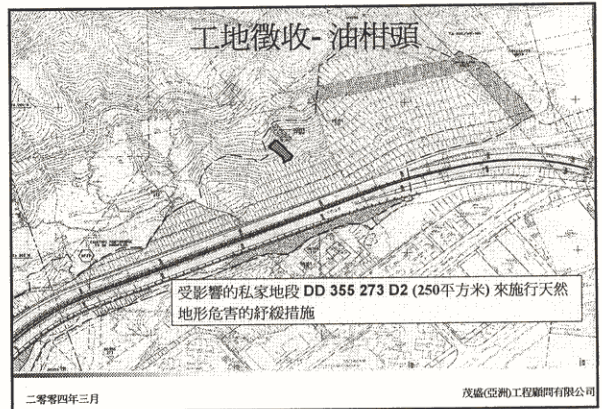 工地徵收- 油柑頭
受影響的私家地段 DD 355 273 D2 (250平方米) 來施行天然
地形危害的紓緩措施
二零零四年三月
茂盛(亞洲)工程顧問有限公司